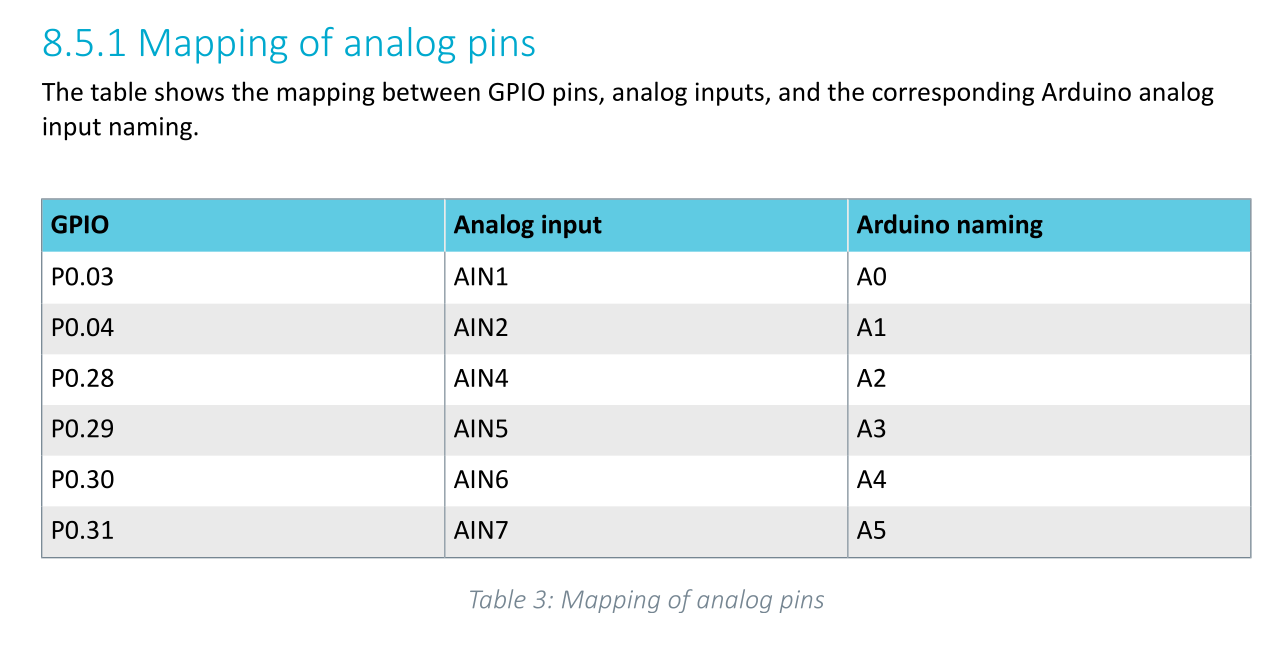 8.5.1 Mapping of analog pins
The table shows the mapping between GPIO pins, analog inputs, and the corresponding Arduino analog
input naming.
GPIO Analog input Arduino naming
P0.03 AIN1 A0
P0.04 AIN2 A1
P0.28 AIN4 A2
P0.29 AIN5 A3
P0.30 AIN6 A4
P0.31 AIN7 A5
Table 3: Mapping of analog pins